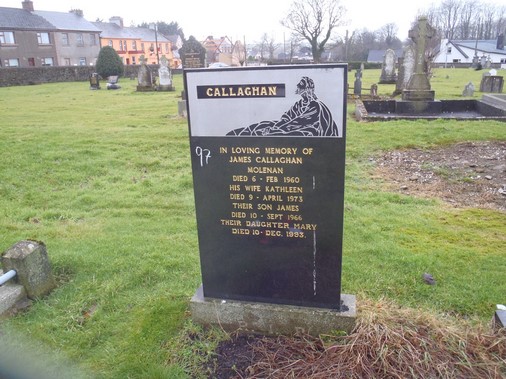 CALLAGHAN
97
IN LOVING MEMORY OF
JAMES CALLAGHAN
MOLENAN
DIED 6 - FEB 1960
HIS WIFE KATHLEEN
DIED 9 - APRIL 1973
THEIR SON JAMES
DIED 10 - SEPT 1966
THEIR DAUGHTER MARY
DIED 10- DEC. 1993.